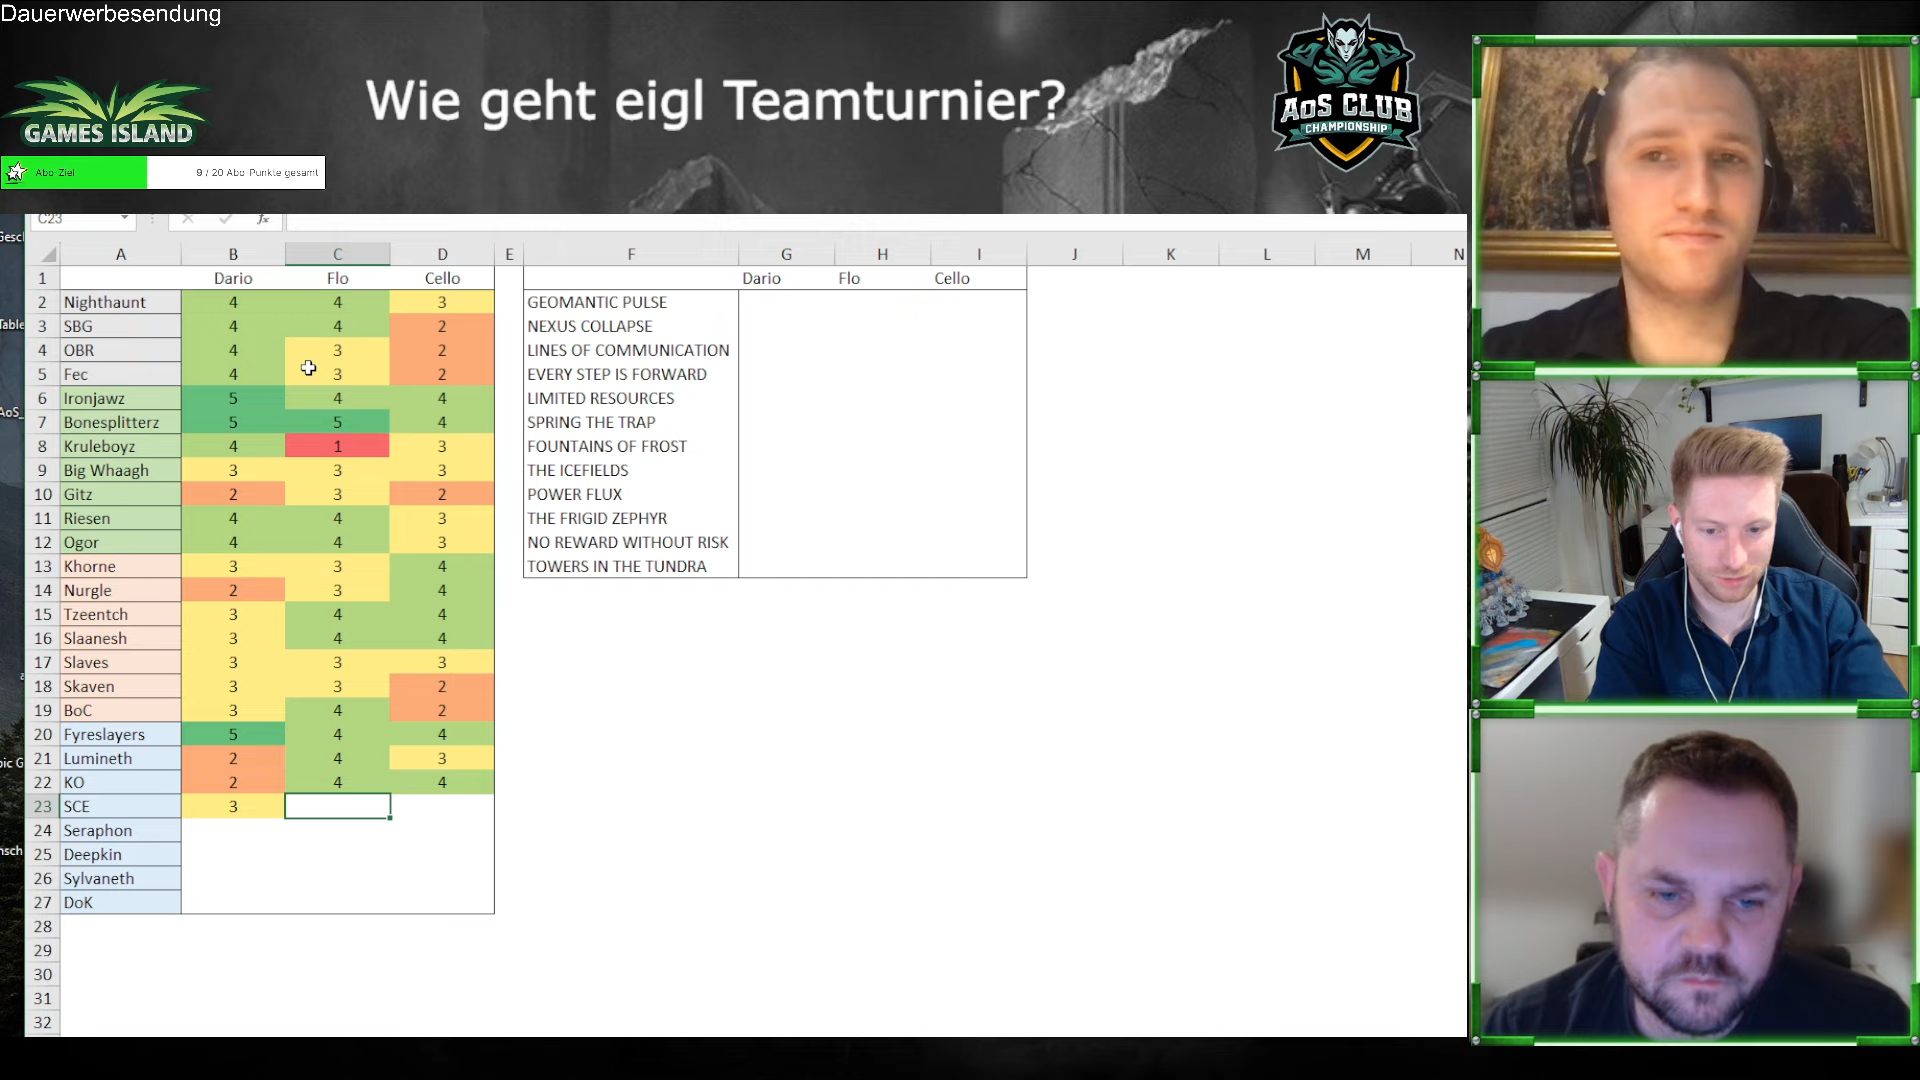 Dauerwerbesendung
GAMES ISLAND
Wie geht eigl Teamturnier?
AoS CLUB
CHAMPIONSHIP
Abo-Ziel 9 / 20 Abo-Punkte gesamt
C23 fx
A B C D E F G H I J K L M N
1 Dario Flo Cello Dario Flo Cello
2 Nighthaunt 4 4 3 GEOMANTIC PULSE
3 SBG 4 4 2 NEXUS COLLAPSE
4 OBR 4 3 2 LINES OF COMMUNICATION
5 Fec 4 3 2 EVERY STEP IS FORWARD
6 Ironjawz 5 4 4 LIMITED RESOURCES
7 Bonesplitterz 5 5 4 SPRING THE TRAP
8 Kruleboyz 4 1 3 FOUNTAINS OF FROST
9 Big Whaagh 3 3 3 THE ICEFIELDS
10 Gitz 2 3 2 POWER FLUX
11 Riesen 4 4 3 THE FRIGID ZEPHYR
12 Ogor 4 4 3 NO REWARD WITHOUT RISK
13 Khorne 3 3 4 TOWERS IN THE TUNDRA
14 Nurgle 2 3 4
15 Tzeentch 3 4 4
16 Slaanesh 3 4 4
17 Slaves 3 3 3
18 Skaven 3 3 2
19 BoC 3 4 2
20 Fyreslayers 5 4 4
21 Lumineth 2 4 3
22 KO 2 4 4
23 SCE 3
24 Seraphon
25 Deepkin
26 Sylvaneth
27 DoK
28
29
30
31
32